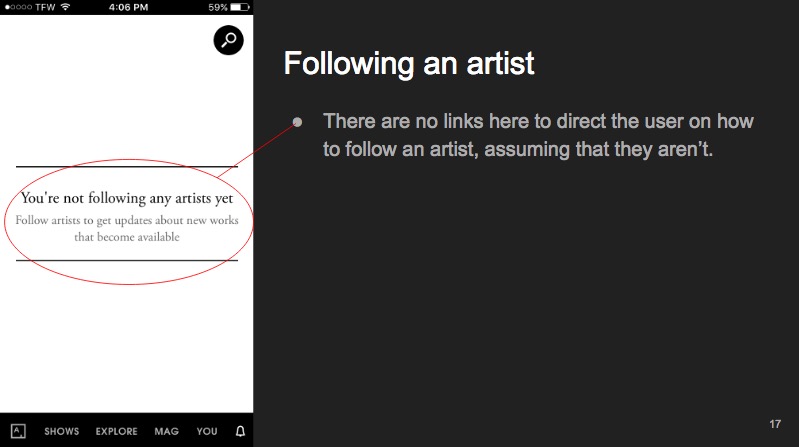 TFW 4:06 PM 59%
You're not following any artists yet
Follow artists to get updates about new works
that become available
A
SHOWS EXPLORE MAG YOU
Following an artist
There are no links here to direct the user on how
to follow an artist, assuming that they aren't.
17